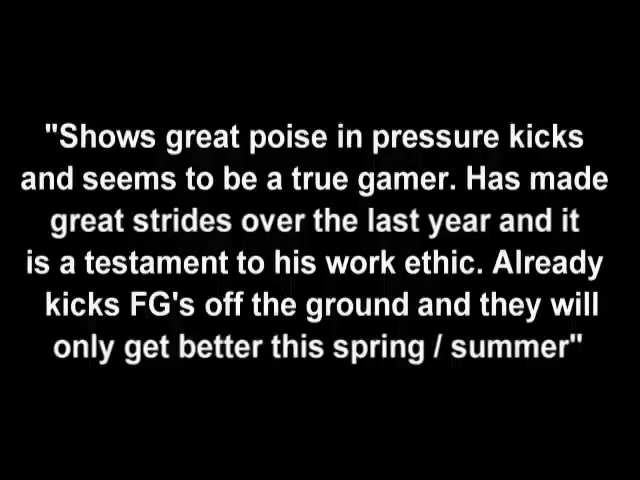 "Shows great poise in pressure kicks
and seems to be a true gamer. Has made
great strides over the last year and it
is a testament to his work ethic. Already
kicks FG's off the ground and they will
only get better this spring / summer"